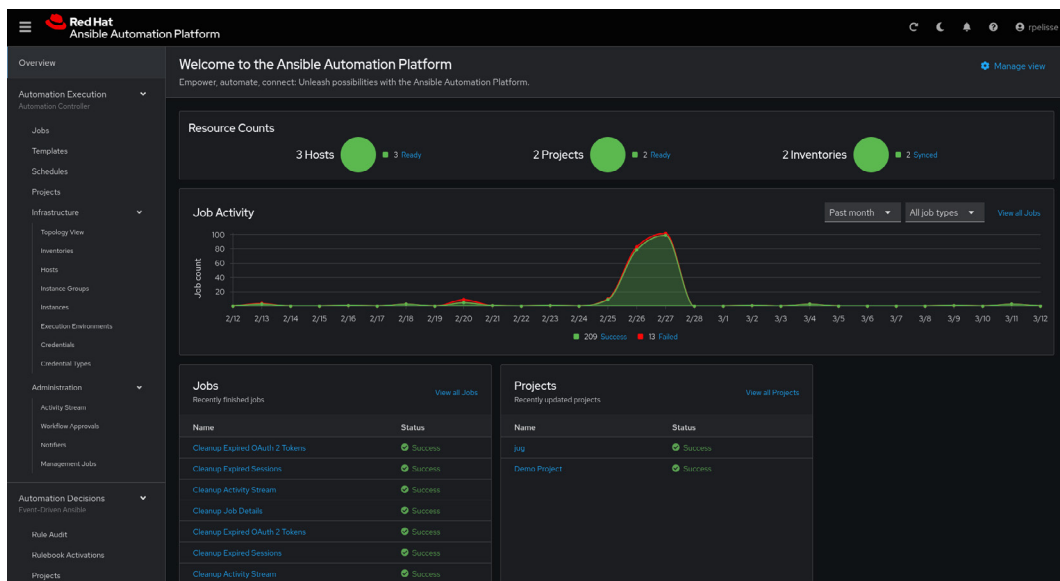 Red Hat
Ansible Automation Platform
rpelisse
Overview
Automation Execution
Automation Controller
Jobs
Templates
Schedules
Projects
Infrastructure
Topology View
Inventories
Hosts
Instance Groups
Instances
Execution Environments
Credentials
Credential Types
Administration
Activity Stream
Workflow Approvals
Notifiers
Management Jobs
Automation Decisions
Event-Driven Ansible
Rule Audit
Rulebook Activations
Projects
Welcome to the Ansible Automation Platform
Manage view
Empower, automate, connect: Unleash possibilities with the Ansible Automation Platform.
Resource Counts
3 Hosts 3 Ready 2 Projects 2 Ready 2 Inventories 2 Synced
Job Activity Past month All job types View all Jobs
Job count
100
80
60
40
20
2/12 2/13 2/14 2/15 2/16 2/17 2/18 2/19 2/20 2/21 2/22 2/23 2/24 2/25 2/26 2/27 2/28 3/1 3/2 3/3 3/4 3/5 3/6 3/7 3/8 3/9 3/10 3/11 3/12
209 Success 13 Failed
Jobs
Recently finished jobs
View all Jobs
Name Status
Cleanup Expired OAuth 2 Tokens Success
Cleanup Expired Sessions Success
Cleanup Activity Stream Success
Cleanup Job Details Success
Cleanup Expired OAuth 2 Tokens Success
Cleanup Expired Sessions Success
Cleanup Activity Stream Success
Projects
Recently updated projects
View all Projects
Name Status
jug Success
Demo Project Success